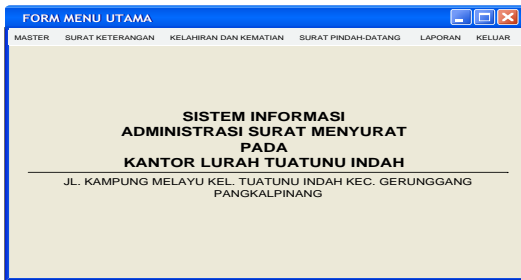 FORM MENU UTAMA
MASTER SURAT KETERANGAN KELAHIRAN DAN KEMATIAN SURAT PINDAH-DATANG LAPORAN KELUAR
SISTEM INFORMASI
ADMINISTRASI SURAT MENYURAT
PADA
KANTOR LURAH TUATUNU INDAH
JL. KAMPUNG MELAYU KEL. TUATUNU INDAH KEC. GERUNGGANG
PANGKALPINANG